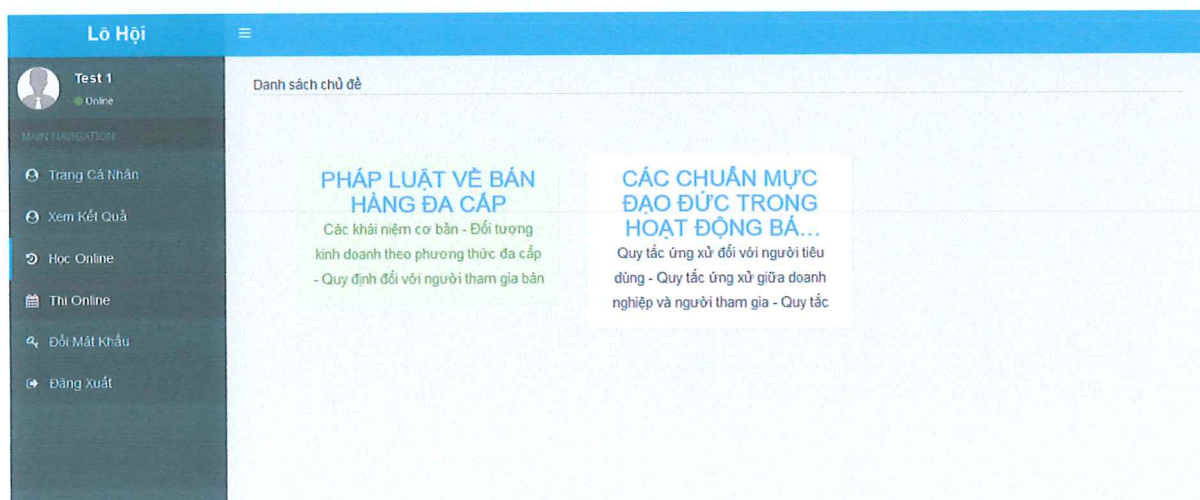 Lô Hội
Test 1
Online
MAIN NAVIGATION
Trang Cá Nhân
Xem Kết Quả
Học Online
Thi Online
Đổi Mật Khẩu
Đăng Xuất
Danh sách chủ đề
PHÁP LUẬT VỀ BÁN
HÀNG ĐA CẤP
Các khái niệm cơ bản - Đối tượng
kinh doanh theo phương thức đa cấp
- Quy định đối với người tham gia bán
CÁC CHUẨN MỰC
ĐẠO ĐỨC TRONG
HOẠT ĐỘNG BÁ...
Quy tắc ứng xử đối với người tiêu
dùng - Quy tắc ứng xử giữa doanh
nghiệp và người tham gia - Quy tắc